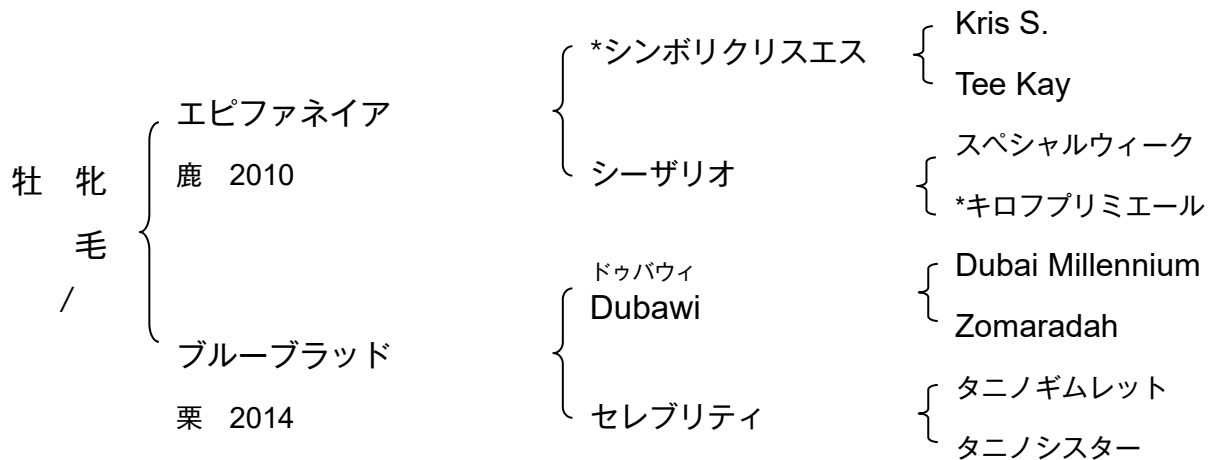 牡　牝
毛
/
エピファネイア
鹿　2010
*シンボリクリスエス
Kris S.
Tee Kay
シーザリオ
スペシャルウィーク
*キロフプリミエール
ブルーブラッド
栗　2014
ドゥバウィ
Dubawi
Dubai Millennium
Zomaradah
セレブリティ
タニノギムレット
タニノシスター